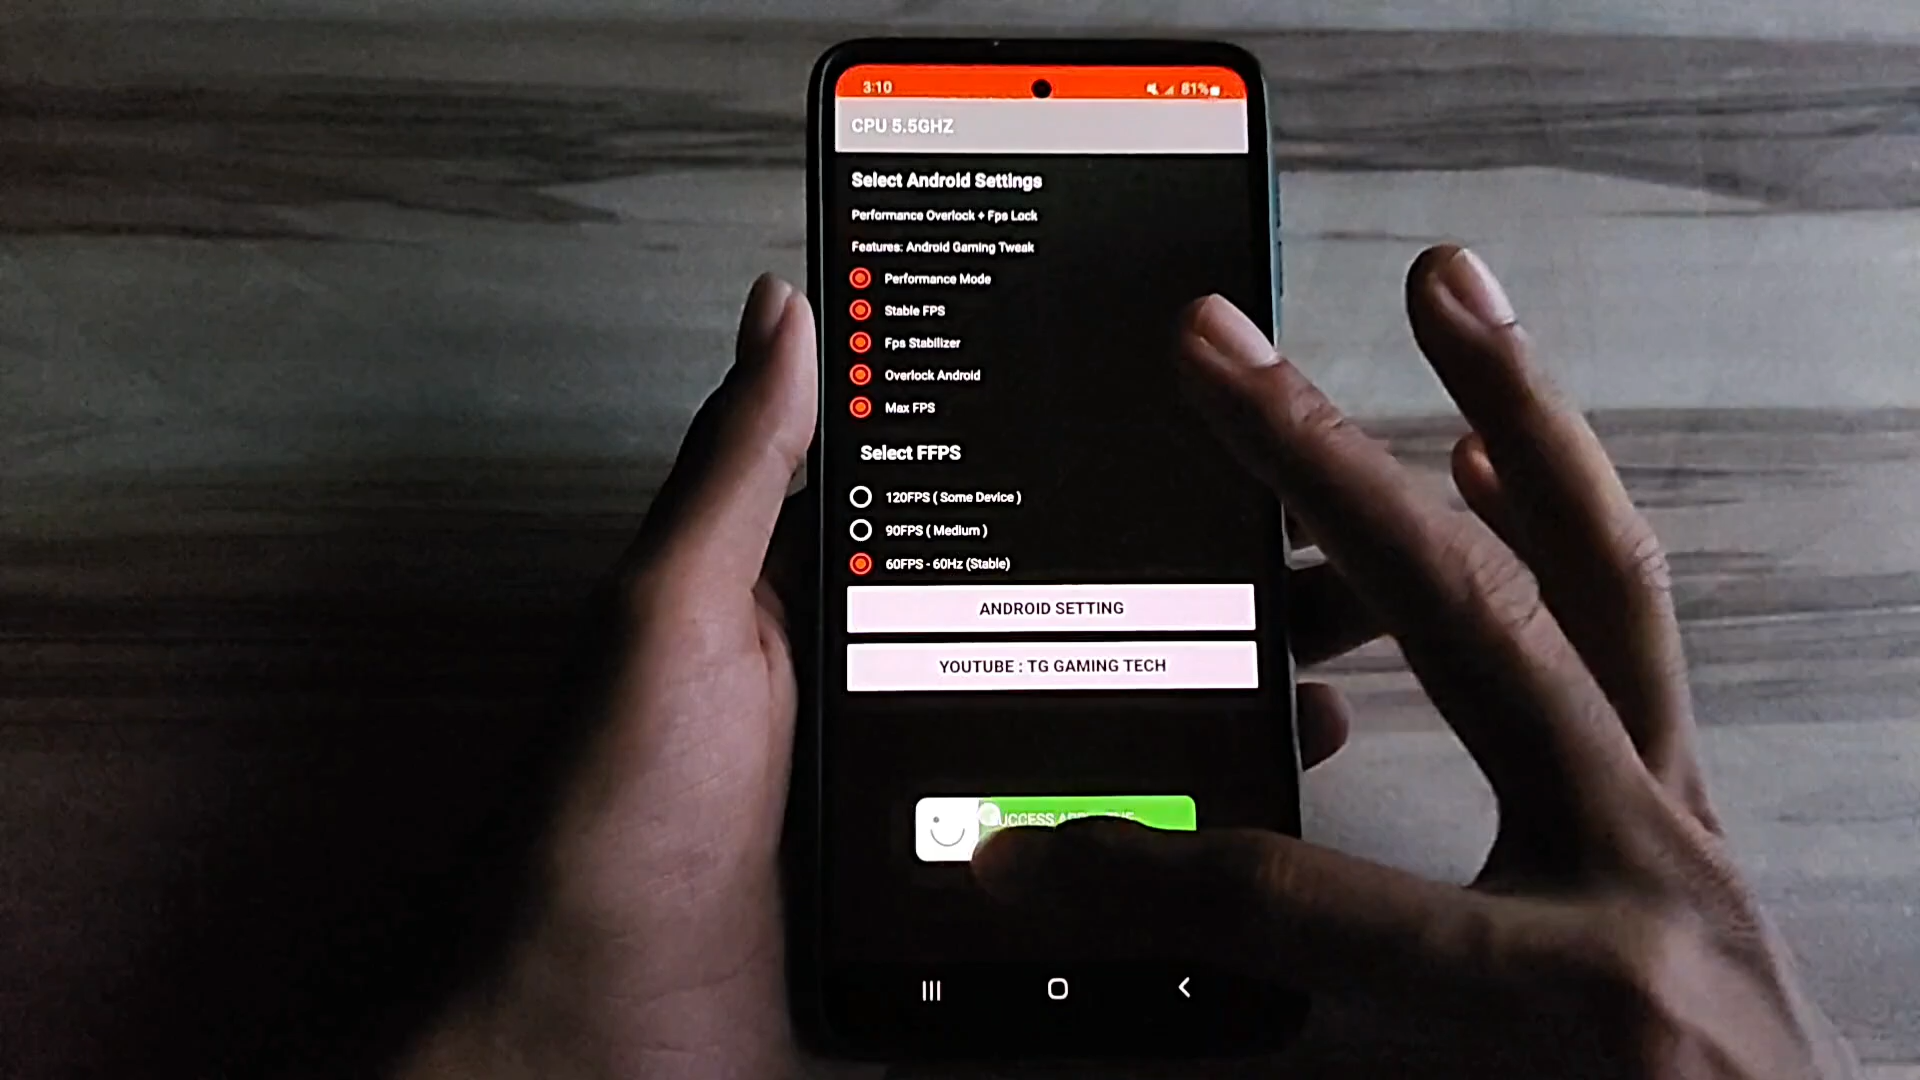 3:10
81%
CPU 5.5GHZ
Select Android Settings
Performance Overlock + Fps Lock
Features: Android Gaming Tweak
Performance Mode
Stable FPS
Fps Stabilizer
Overlock Android
Max FPS
Select FFPS
120FPS ( Some Device )
90FPS ( Medium )
60FPS - 60Hz (Stable)
ANDROID SETTING
YOUTUBE : TG GAMING TECH